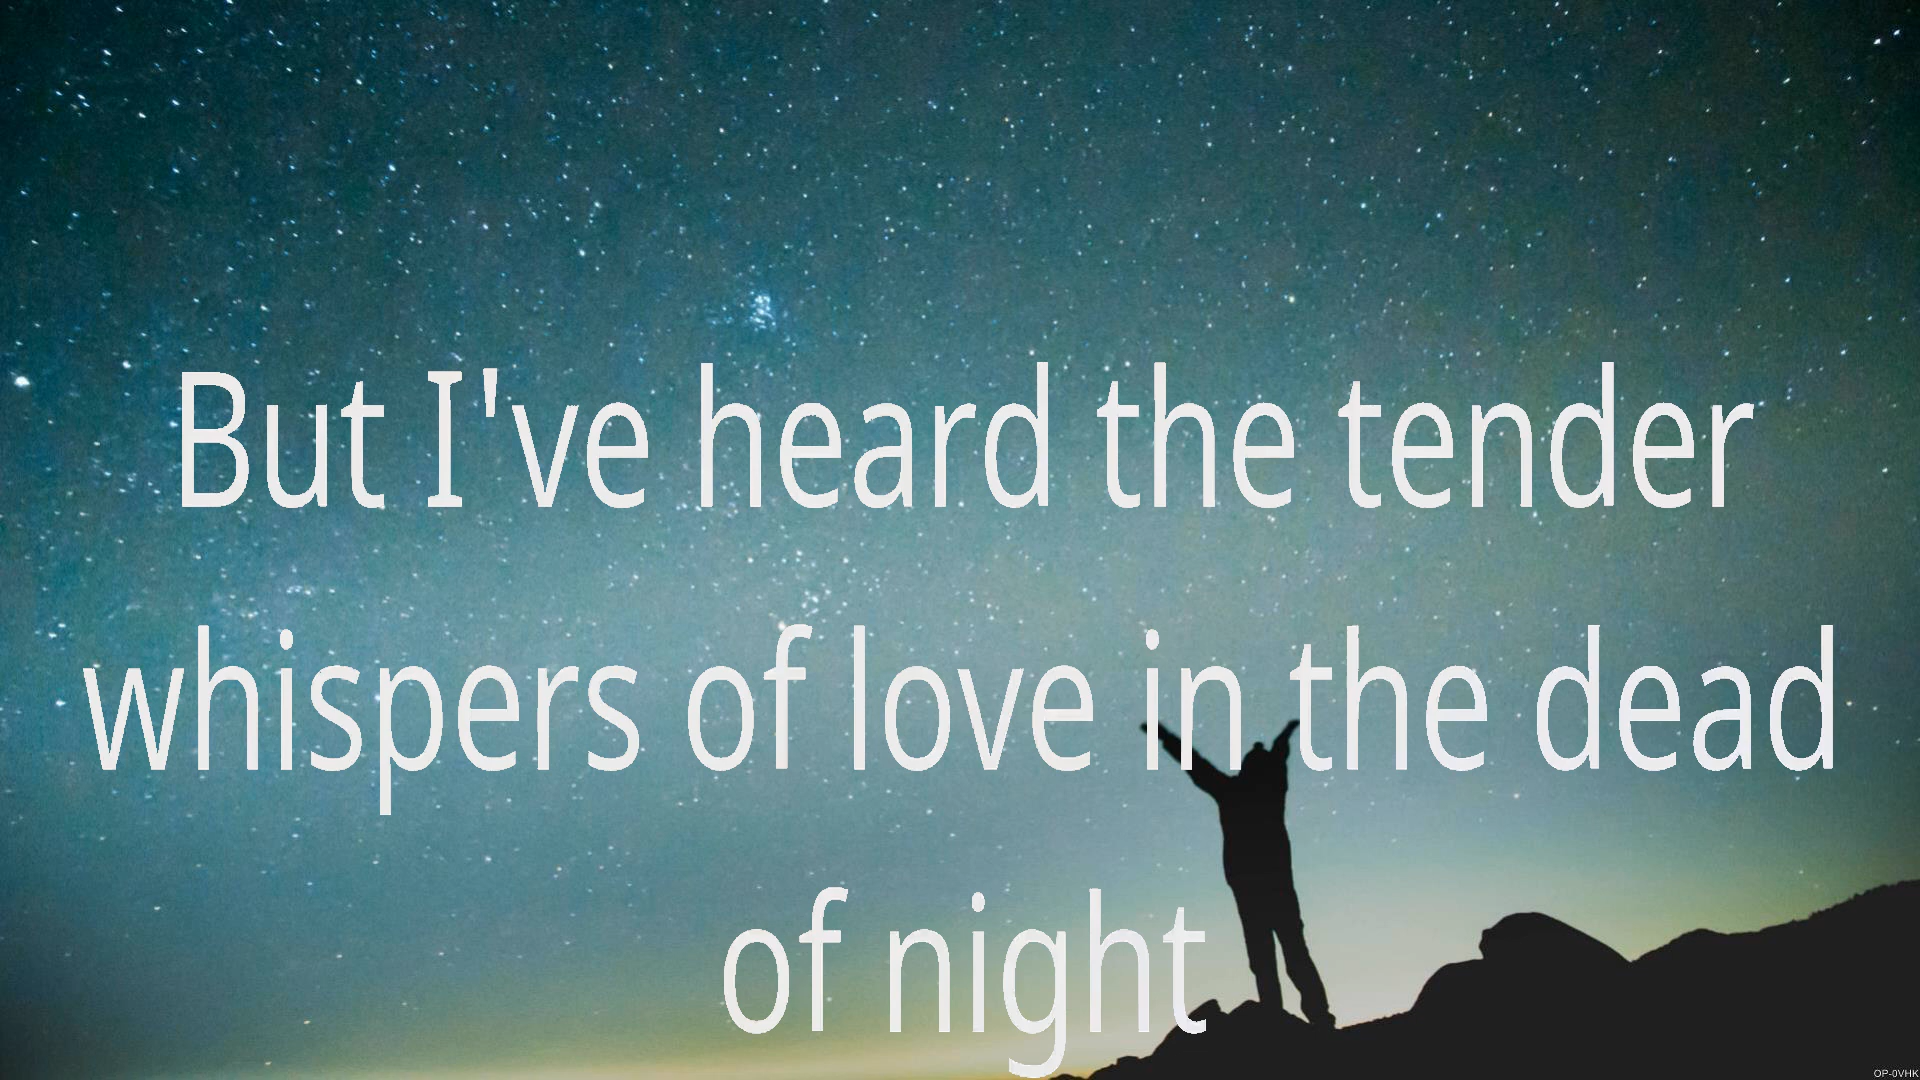 But I've heard the tender
whispers of love in the dead
of night
OP-0VHK